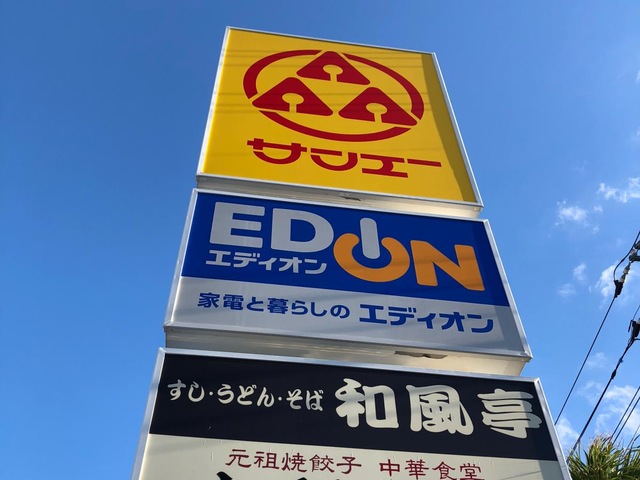 サンエー
EDION
エディオン
家電と暮らしの エディオン
すし・うどん・そば 和風亭
元祖焼餃子 中華食堂